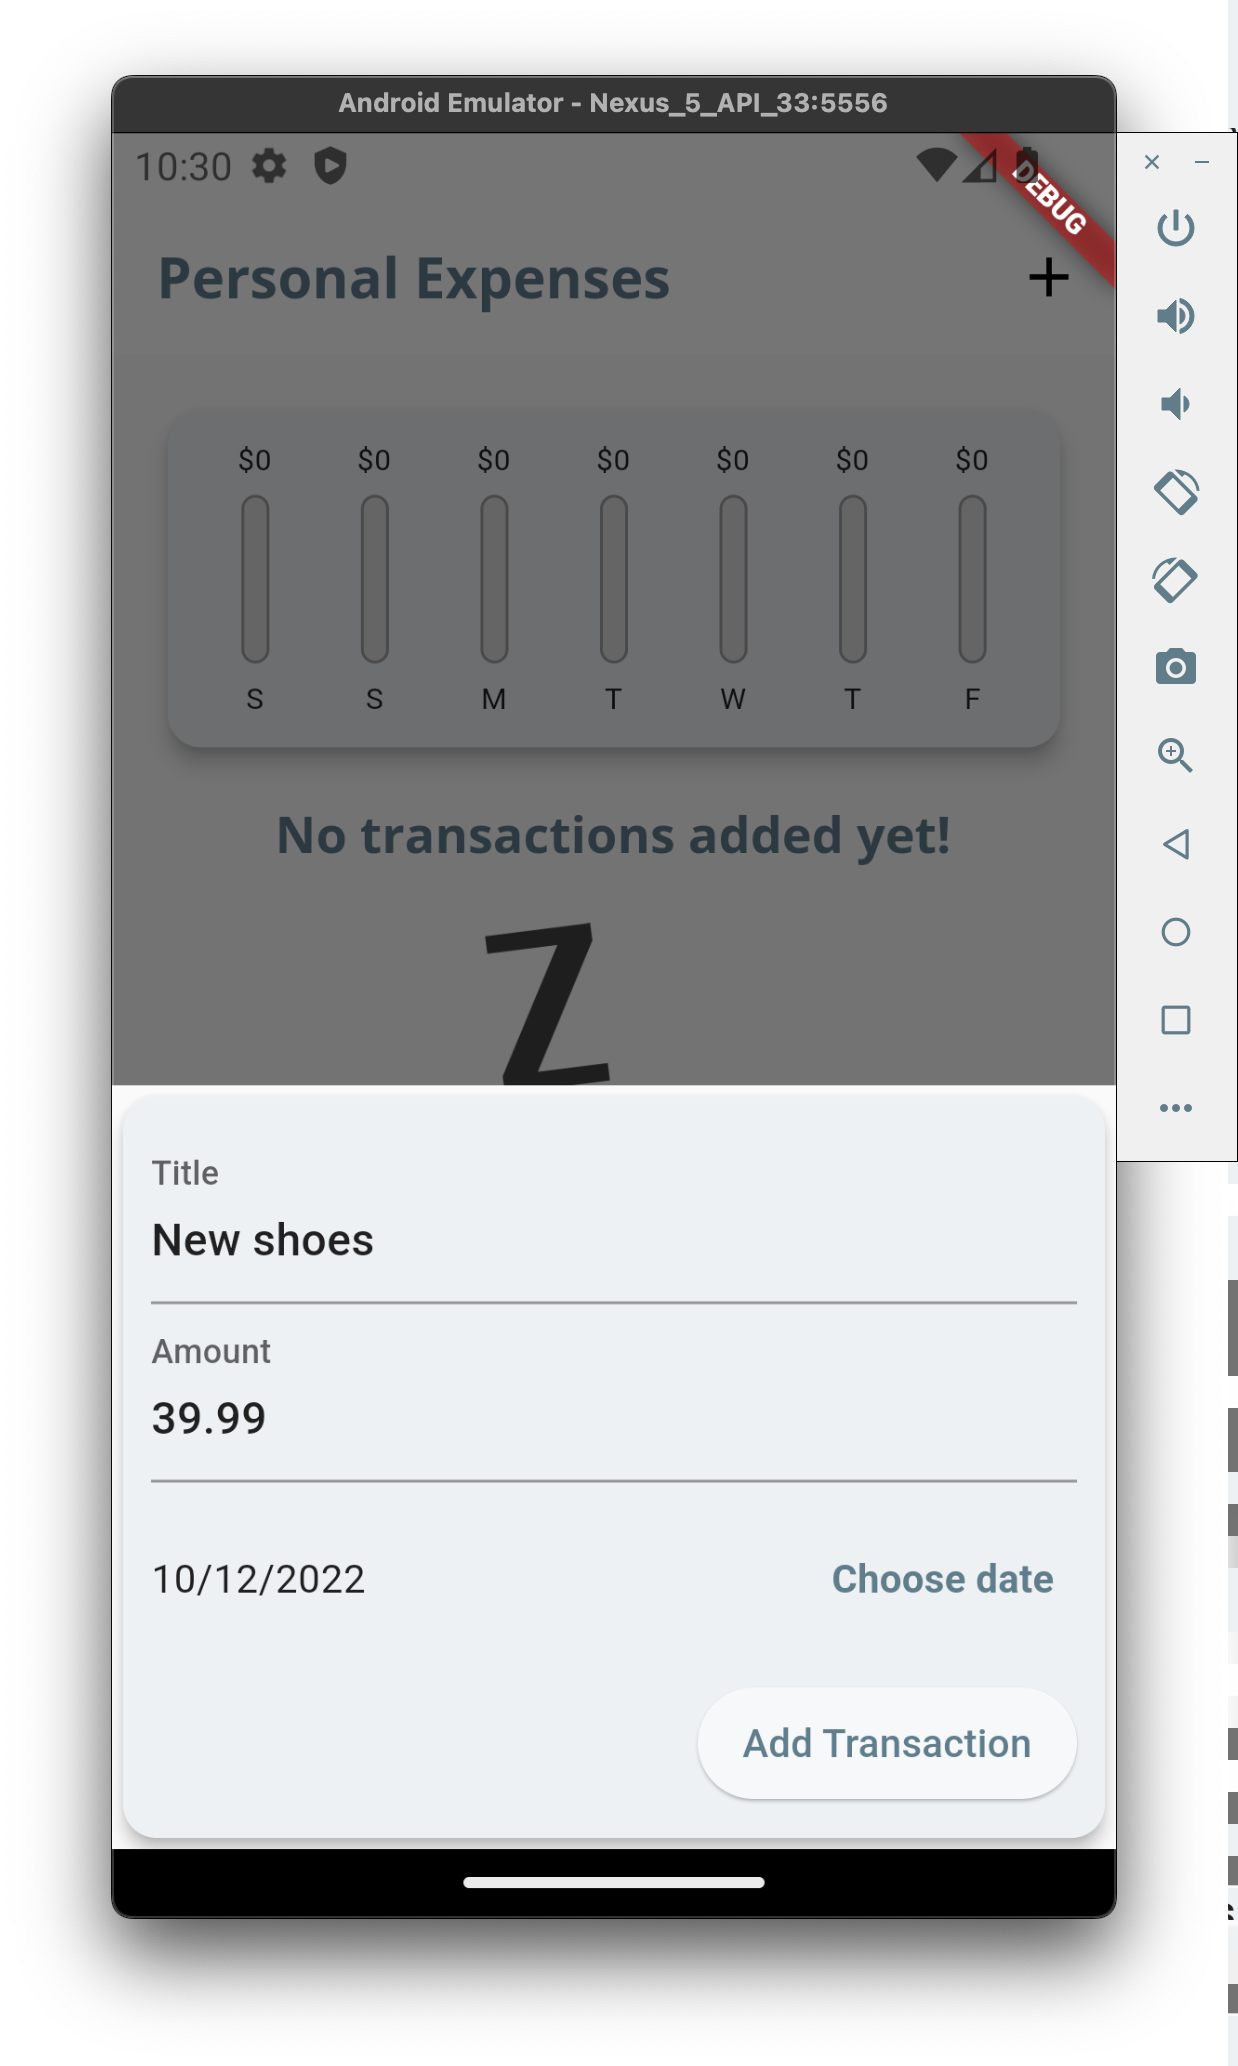 Android Emulator - Nexus_5_API_33:5556
10:30
DEBUG
Personal Expenses
$0 $0 $0 $0 $0 $0 $0
S S M T W T F
No transactions added yet!
Z
Title
New shoes
Amount
39.99
10/12/2022 Choose date
Add Transaction